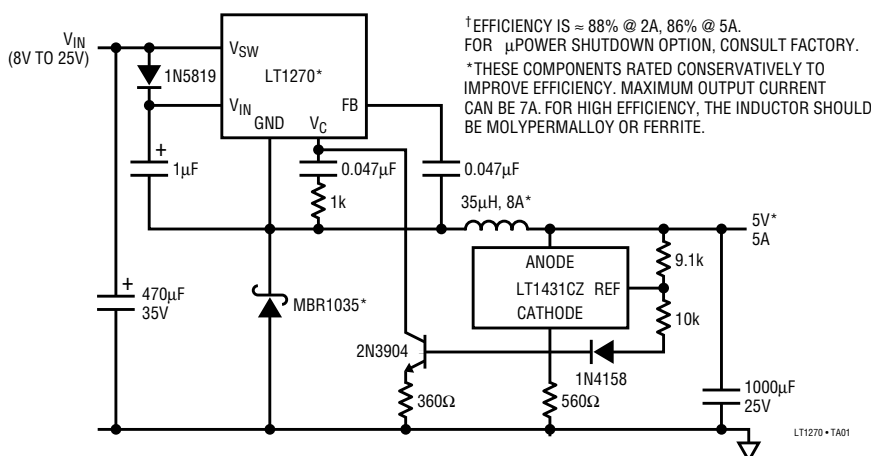 V_IN
(8V TO 25V)
V_SW
LT1270*
1N5819
V_IN
GND
V_C
FB
+
1µF
0.047µF
1k
0.047µF
35µH, 8A*
5V*
5A
ANODE
LT1431CZ REF
CATHODE
9.1k
10k
+
470µF
35V
MBR1035*
2N3904
1N4158
360Ω
560Ω
1000µF
25V
†EFFICIENCY IS ≈ 88% @ 2A, 86% @ 5A.
FOR µPOWER SHUTDOWN OPTION, CONSULT FACTORY.
*THESE COMPONENTS RATED CONSERVATIVELY TO
IMPROVE EFFICIENCY. MAXIMUM OUTPUT CURRENT
CAN BE 7A. FOR HIGH EFFICIENCY, THE INDUCTOR SHOULD
BE MOLYPERMALLOY OR FERRITE.
LT1270 • TA01